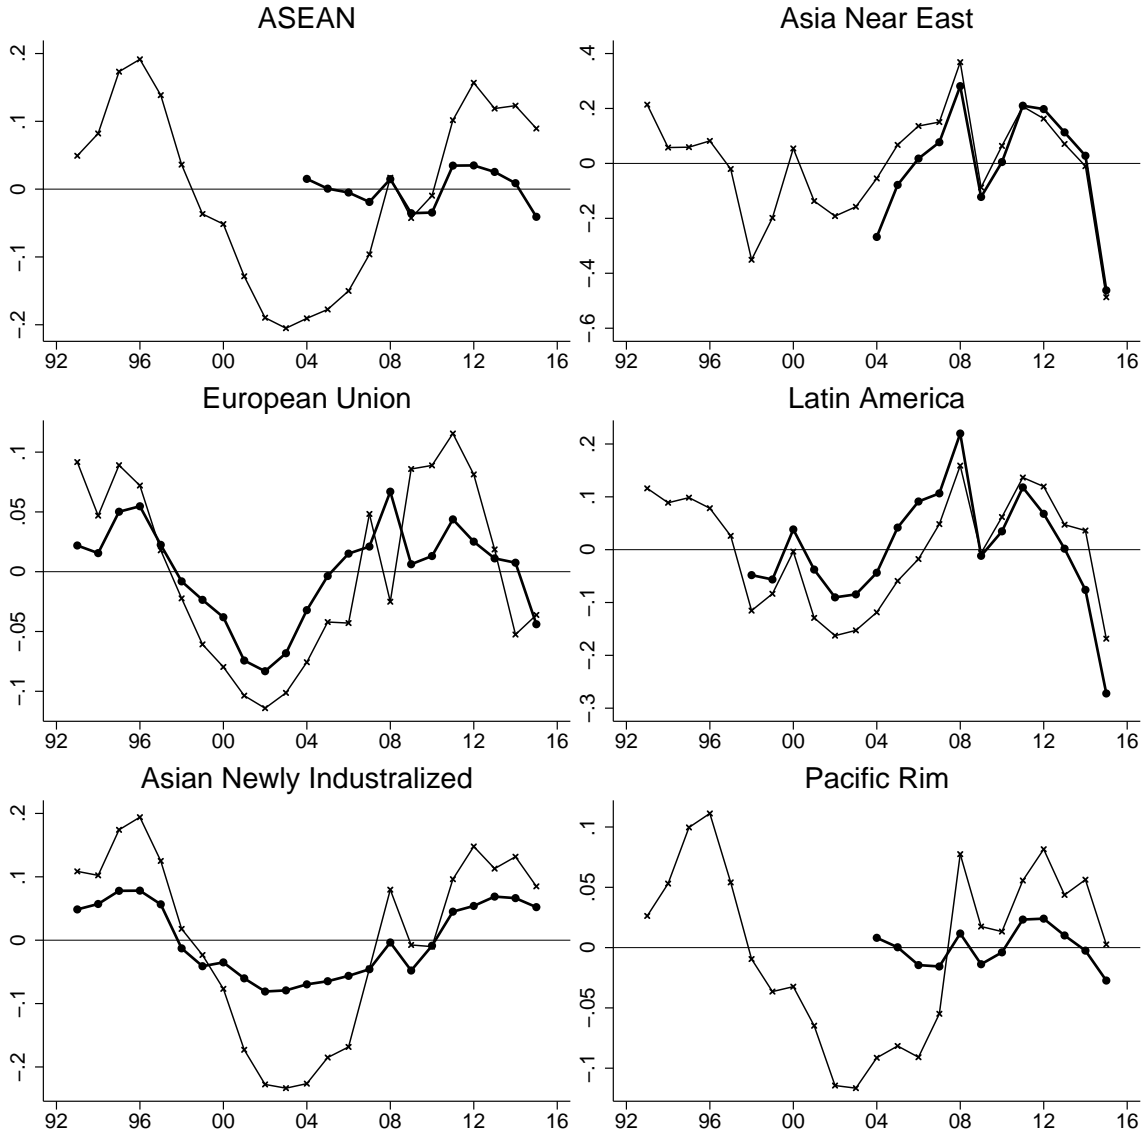 ASEAN
.2
.1
0
-.1
-.2
92 96 00 04 08 12 16
Asia Near East
.4
.2
0
-.2
-.4
-.6
92 96 00 04 08 12 16
European Union
.1
.05
0
-.05
-.1
92 96 00 04 08 12 16
Latin America
.2
.1
0
-.1
-.2
-.3
92 96 00 04 08 12 16
Asian Newly Industralized
.2
.1
0
-.1
-.2
92 96 00 04 08 12 16
Pacific Rim
.1
.05
0
-.05
-.1
92 96 00 04 08 12 16